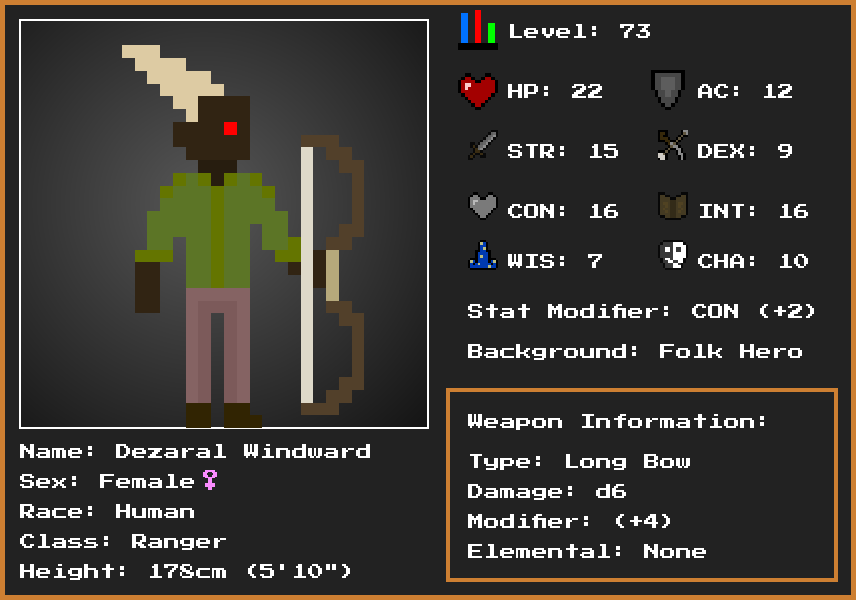 Level: 73
HP: 22
AC: 12
STR: 15
DEX: 9
CON: 16
INT: 16
WIS: 7
CHA: 10
Stat Modifier: CON (+2)
Background: Folk Hero
Weapon Information:
Type: Long Bow
Damage: d6
Modifier: (+4)
Elemental: None
Name: Dezaral Windward
Sex: Female♀
Race: Human
Class: Ranger
Height: 178cm (5'10")